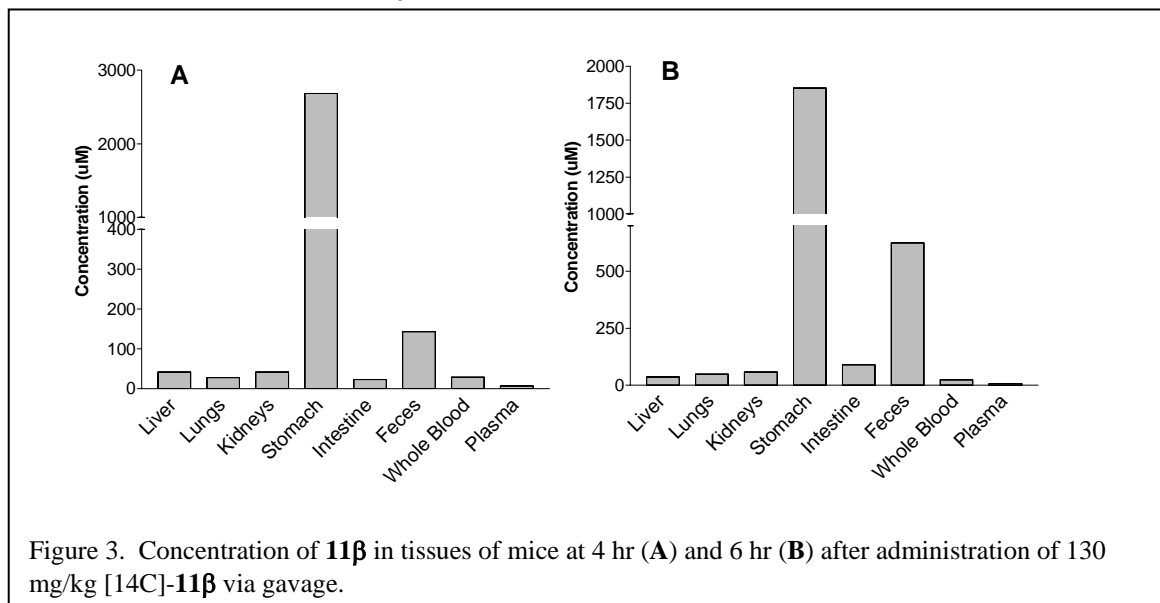 A
Concentration (uM)
3000
2000
1000
400
300
200
100
0
Liver
Lungs
Kidneys
Stomach
Intestine
Feces
Whole Blood
Plasma
B
Concentration (uM)
2000
1750
1500
1250
1000
500
250
0
Liver
Lungs
Kidneys
Stomach
Intestine
Feces
Whole Blood
Plasma
Figure 3. Concentration of 11β in tissues of mice at 4 hr (A) and 6 hr (B) after administration of 130
mg/kg [14C]-11β via gavage.